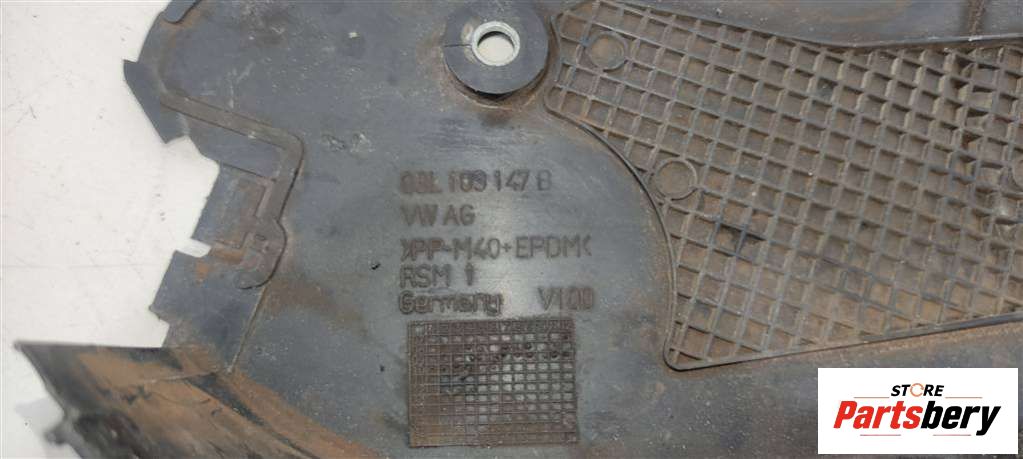 03L 109 147 B
VW AG
>PP-M40+EPDM<
RSM 1
Germany V100
STORE
Partsbery